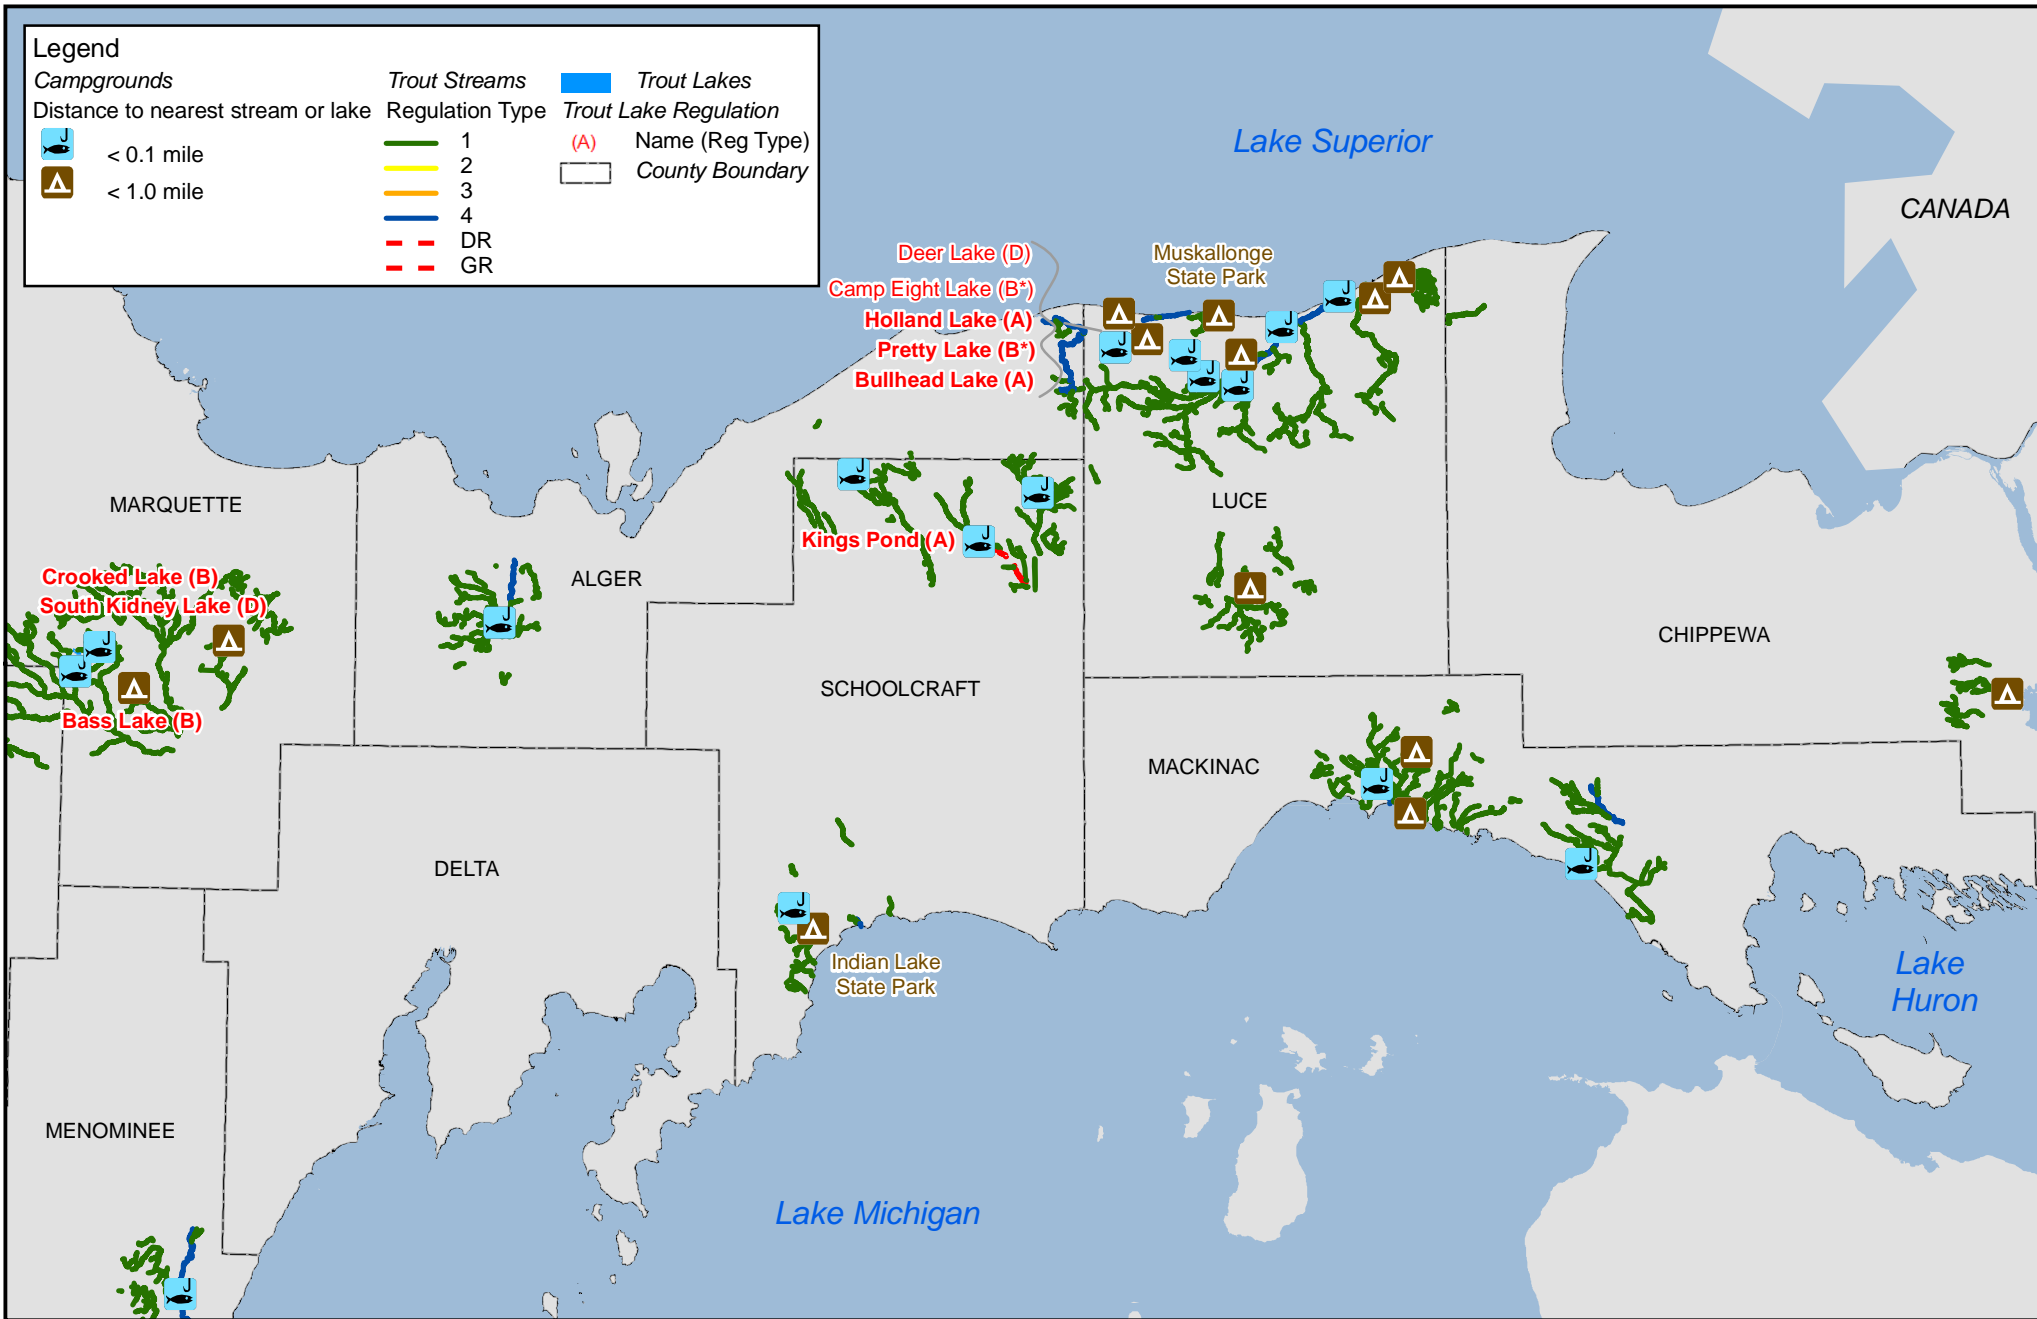 Legend
Campgrounds
Distance to nearest stream or lake
< 0.1 mile
< 1.0 mile
Trout Streams
Regulation Type
1
2
3
4
DR
GR
Trout Lakes
Trout Lake Regulation
(A) Name (Reg Type)
County Boundary
Lake Superior
CANADA
Deer Lake (D)
Camp Eight Lake (B*)
Holland Lake (A)
Pretty Lake (B*)
Bullhead Lake (A)
Muskallonge
State Park
MARQUETTE
LUCE
Kings Pond (A)
ALGER
Crooked Lake (B)
South Kidney Lake (D)
CHIPPEWA
SCHOOLCRAFT
Bass Lake (B)
MACKINAC
DELTA
Indian Lake
State Park
Lake
Huron
MENOMINEE
Lake Michigan